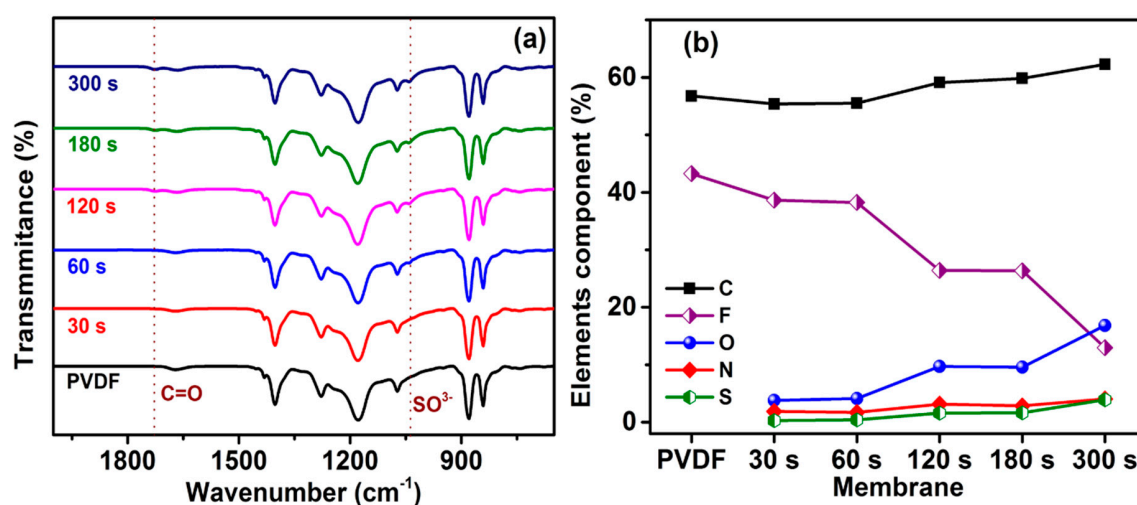 (a)
300 s
180 s
120 s
60 s
30 s
PVDF
C=O
SO³⁻
Transnmitance (%)
1800 1500 1200 900
Wavenumber (cm⁻¹)
(b)
60
40
20
0
Elements component (%)
C
F
O
N
S
PVDF 30 s 60 s 120 s 180 s 300 s
Membrane